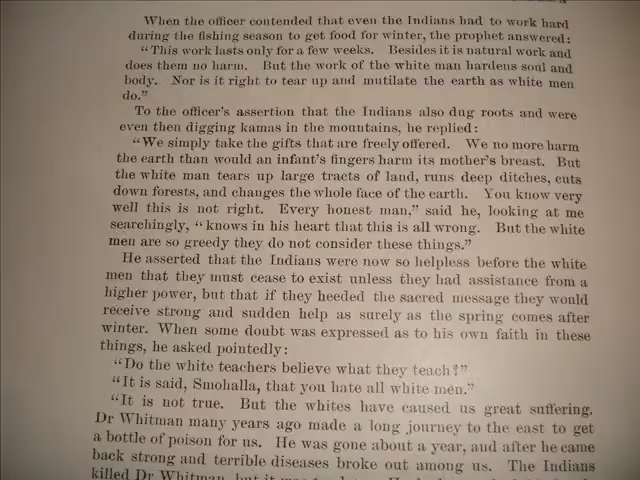 When the officer contended that even the Indians had to work hard
during the fishing season to get food for winter, the prophet answered:
“This work lasts only for a few weeks. Besides it is natural work and
does them no harm. But the work of the white man hardens soul and
body. Nor is it right to tear up and mutilate the earth as white men
do.”
To the officer's assertion that the Indians also dug roots and were
even then digging kamas in the mountains, he replied:
“We simply take the gifts that are freely offered. We no more harm
the earth than would an infant's fingers harm its mother's breast. But
the white man tears up large tracts of land, runs deep ditches, cuts
down forests, and changes the whole face of the earth. You know very
well this is not right. Every honest man,” said he, looking at me
searchingly, “knows in his heart that this is all wrong. But the white
men are so greedy they do not consider these things.”
He asserted that the Indians were now so helpless before the white
men that they must cease to exist unless they had assistance from a
higher power, but that if they heeded the sacred message they would
receive strong and sudden help as surely as the spring comes after
winter. When some doubt was expressed as to his own faith in these
things, he asked pointedly:
“Do the white teachers believe what they teach?”
“It is said, Smohalla, that you hate all white men.”
“It is not true. But the whites have caused us great suffering.
Dr Whitman many years ago made a long journey to the east to get
a bottle of poison for us. He was gone about a year, and after he came
back strong and terrible diseases broke out among us. The Indians
killed Dr Whitman, but it was